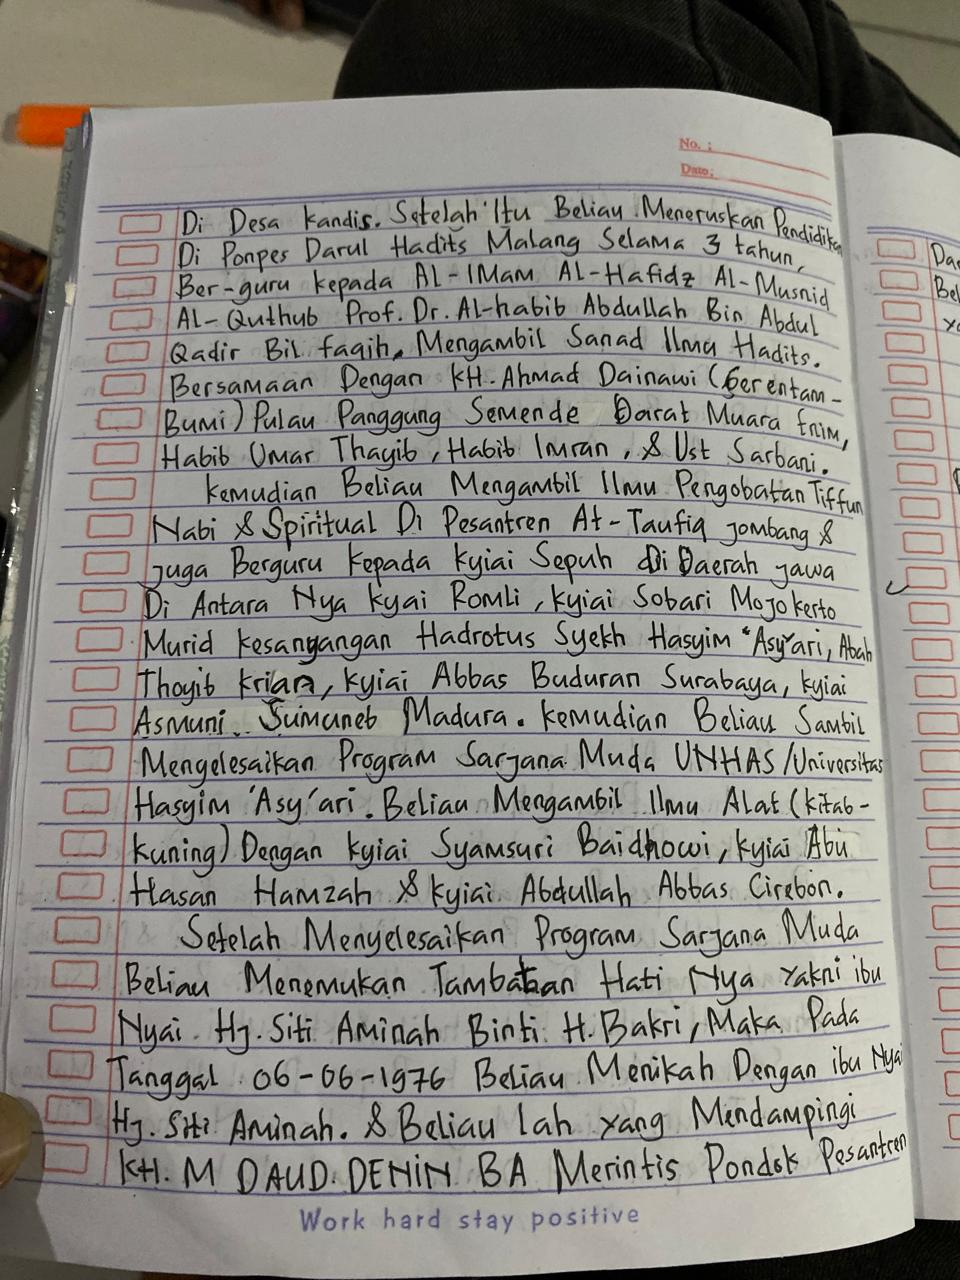 No. :
Date:
Di Desa kandis. Setelah Itu Beliau Meneruskan Pendidikan
Di Ponpes Darul Hadits Malang Selama 3 tahun,
Ber-guru kepada AL-IMam AL-Hafidz AL-Musnid
AL-Quthub Prof. Dr. Al-habib Abdullah Bin Abdul
Qadir Bil faqih, Mengambil Sanad Ilmu Hadits.
Bersamaan Dengan KH. Ahmad Dainawi (Gerentam-
Bumi) Pulau Panggung Semende Darat Muara Enim,
Habib Umar Thayib, Habib Imran, & Ust Sarbani.
kemudian Beliau Mengambil Ilmu Pengobatan Tiffun
Nabi & Spiritual Di Pesantren At-Taufiq jombang &
juga Berguru kepada kyiai Sepuh di Daerah jawa
Di Antara Nya kyai Romli, kyiai Sobari Mojokerto
Murid kesangangan Hadrotus Syekh Hasyim 'Asy'ari, Abah
Thoyib krian, kyiai Abbas Buduran Surabaya, kyiai
Asmuni Sumuneb Madura. kemudian Beliau Sambil
Mengelesaikan Program Sarjana Muda UNHAS/Universitas
Hasyim 'Asy'ari. Beliau Mengambil Ilmu Alat (kitab-
kuning) Dengan kyiai Syamsuri Baidhowi, kyiai Abu
Hasan Hamzah & kyiai Abdullah Abbas Cirebon.
Setelah Menyelesaikan Program Sarjana Muda
Beliau Menemukan Tambatan Hati Nya yakni ibu
Nyai Hj. Siti Aminah Binti H. Bakri, Maka Pada
Tanggal 06-06-1976 Beliau Menikah Dengan ibu Nyai
Hj. Siti Aminah. & Beliau lah yang Mendampingi
KH. M DAUD DENIN BA Merintis Pondok Pesantren
Work hard stay positive